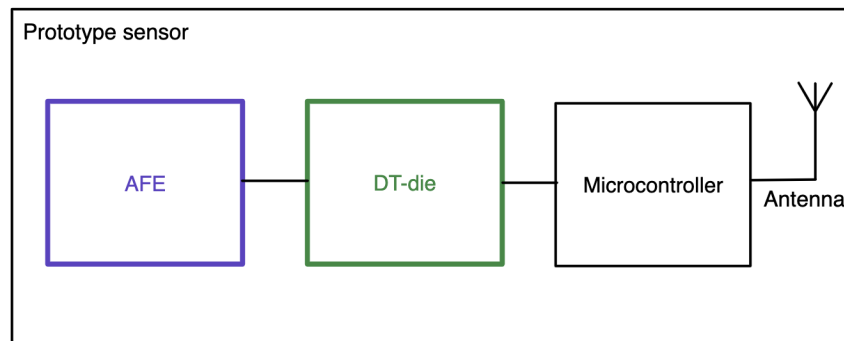 Prototype sensor
AFE
DT-die
Microcontroller
Antenna